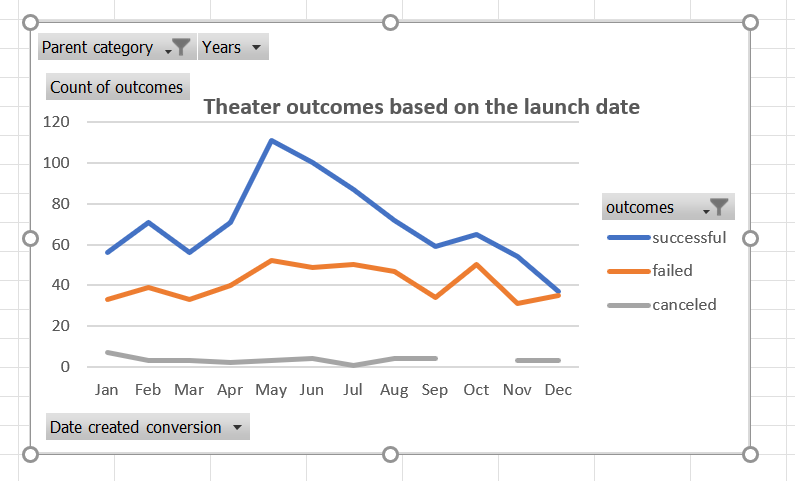 Parent category Years
Count of outcomes
Theater outcomes based on the launch date
120
100
80
60
40
20
0
Jan Feb Mar Apr May Jun Jul Aug Sep Oct Nov Dec
outcomes
successful
failed
canceled
Date created conversion